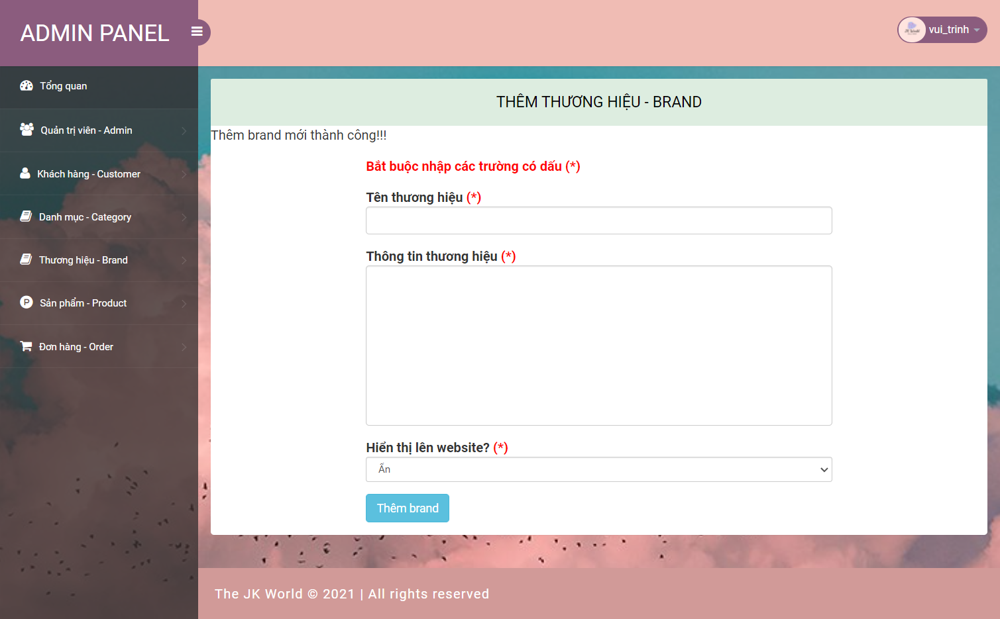 ADMIN PANEL
vui_trinh
Tổng quan
Quản trị viên - Admin
Khách hàng - Customer
Danh mục - Category
Thương hiệu - Brand
Sản phẩm - Product
Đơn hàng - Order
THÊM THƯƠNG HIỆU - BRAND
Thêm brand mới thành công!!!
Bắt buộc nhập các trường có dấu (*)
Tên thương hiệu (*)
Thông tin thương hiệu (*)
Hiển thị lên website? (*)
Ẩn
Thêm brand
The JK World © 2021 | All rights reserved